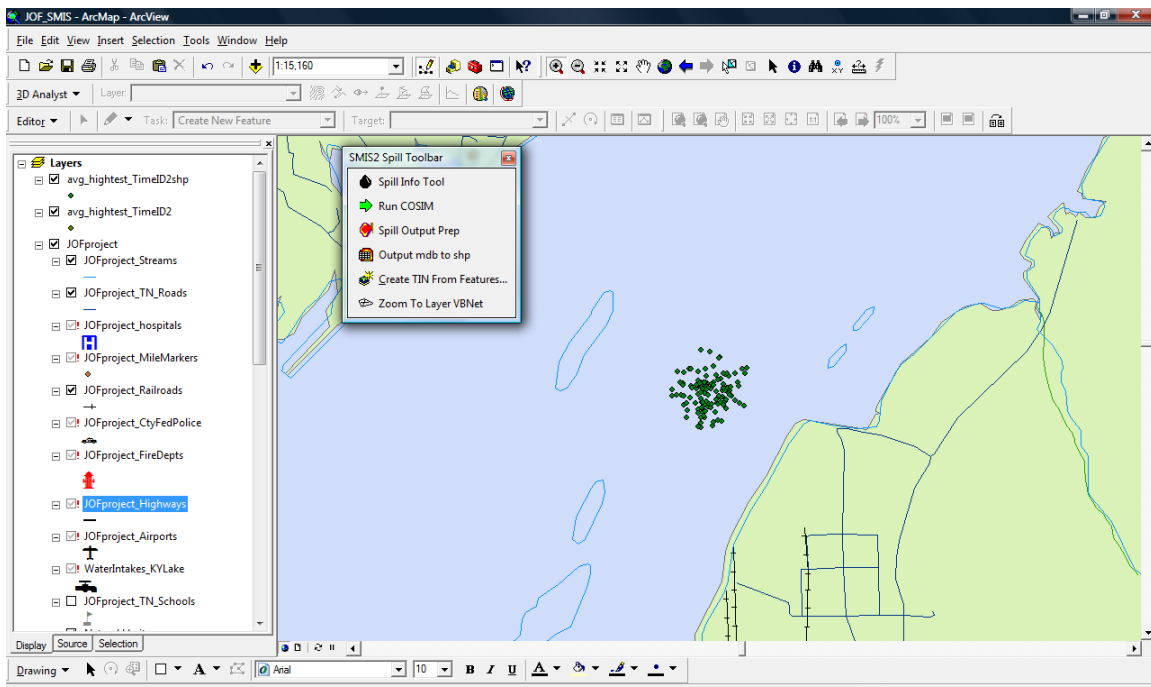 JOF_SMIS - ArcMap - ArcView
File Edit View Insert Selection Tools Window Help
1:15,160
3D Analyst Layer:
Editor Task: Create New Feature Target: 100%
Layers
avg_hightest_TimeID2shp
avg_hightest_TimeID2
JOFproject
JOFproject_Streams
JOFproject_TN_Roads
JOFproject_hospitals
H
JOFproject_MileMarkers
JOFproject_Railroads
JOFproject_CtyFedPolice
JOFproject_FireDepts
JOFproject_Highways
JOFproject_Airports
WaterIntakes_KYLake
JOFproject_TN_Schools
SMIS2 Spill Toolbar
Spill Info Tool
Run COSIM
Spill Output Prep
Output mdb to shp
Create TIN From Features...
Zoom To Layer VBNet
Display Source Selection
Drawing A Arial 10 B I U A